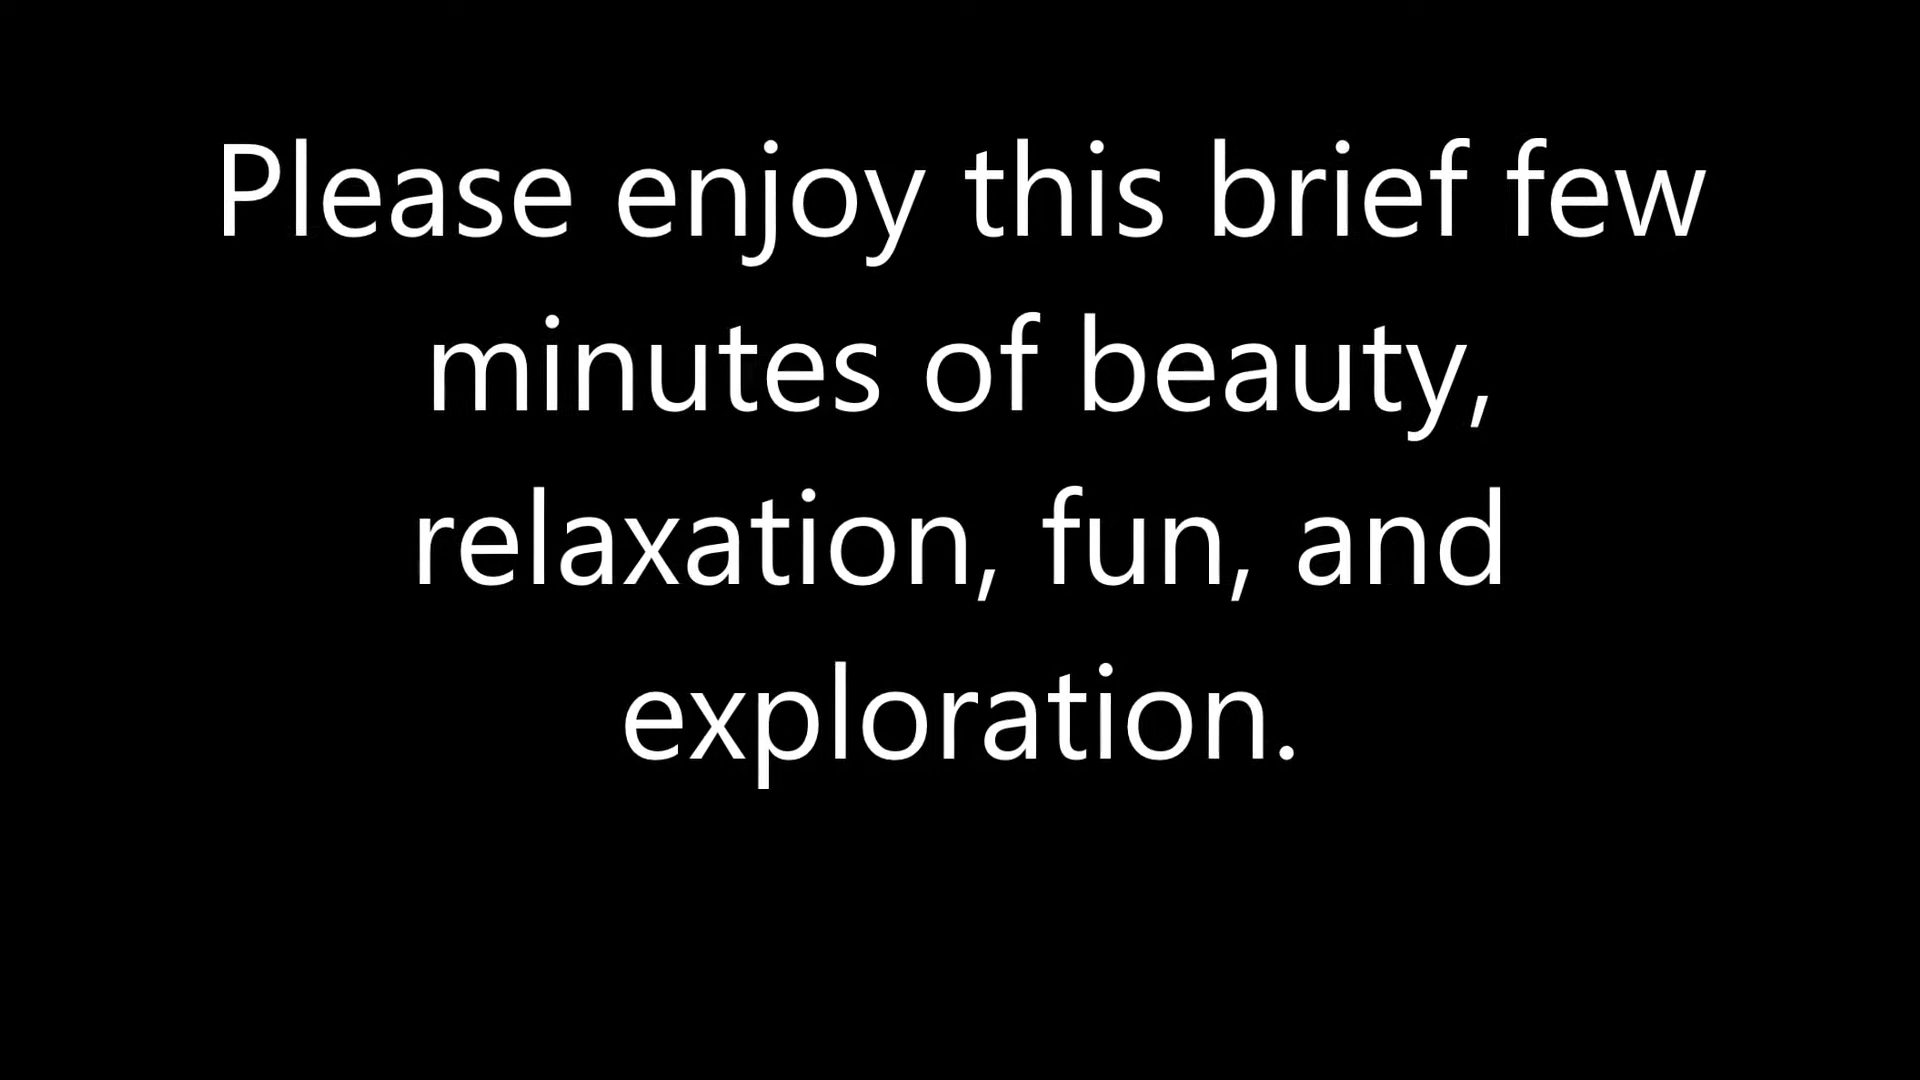 Please enjoy this brief few
minutes of beauty,
relaxation, fun, and
exploration.